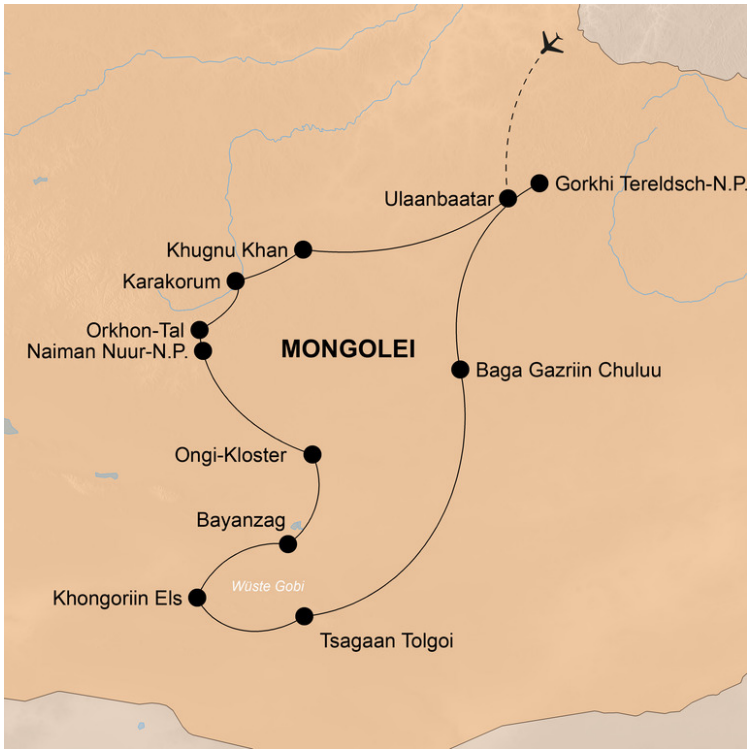 Ulaanbaatar
Gorkhi Tereldsch-N.P.
Khugnu Khan
Karakorum
Orkhon-Tal
Naiman Nuur-N.P.
MONGOLEI
Baga Gazriin Chuluu
Ongi-Kloster
Bayanzag
Wüste Gobi
Khongoriin Els
Tsagaan Tolgoi